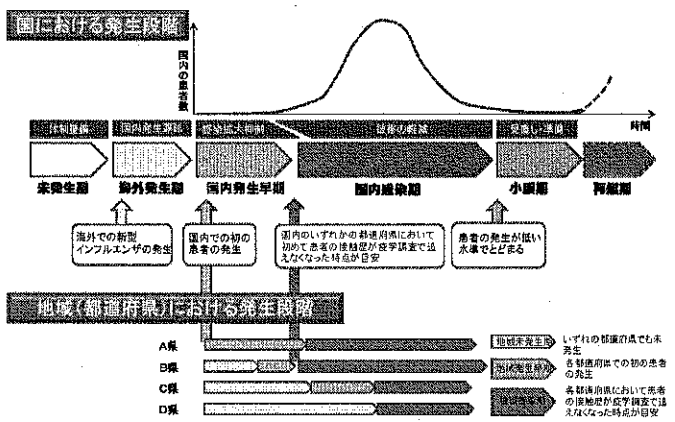 国における発生段階
国内の患者数
時間
体制整備
国内発生遅延
感染拡大抑制
被害の軽減
見直し・準備
未発生期
海外発生期
国内発生早期
国内感染期
小康期
再燃期
海外での新型
インフルエンザの発生
国内での初の
患者の発生
国内のいずれかの都道府県において
初めて患者の接触歴が疫学調査で追
えなくなった時点が目安
患者の発生が低い
水準でとどまる
地域(都道府県)における発生段階
A県
B県
C県
D県
地域未発生期
いずれの都道府県でも未
発生
地域発生早期
各都道府県での初の患者
の発生
各都道府県において患者
の接触歴が疫学調査で追
えなくなった時点が目安